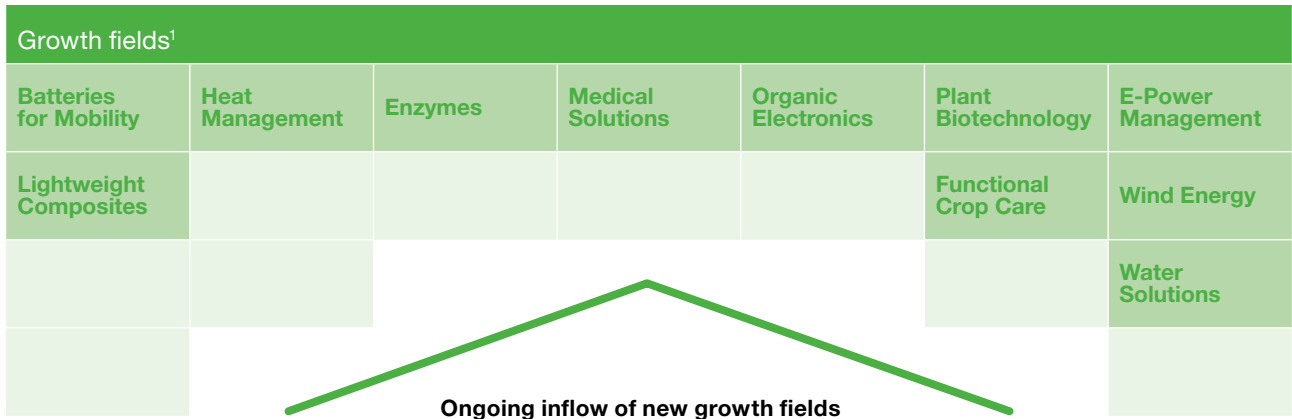 Growth fields¹
Batteries
for Mobility
Heat
Management
Enzymes
Medical
Solutions
Organic
Electronics
Plant
Biotechnology
E-Power
Management
Lightweight
Composites
Functional
Crop Care
Wind Energy
Water
Solutions
Ongoing inflow of new growth fields